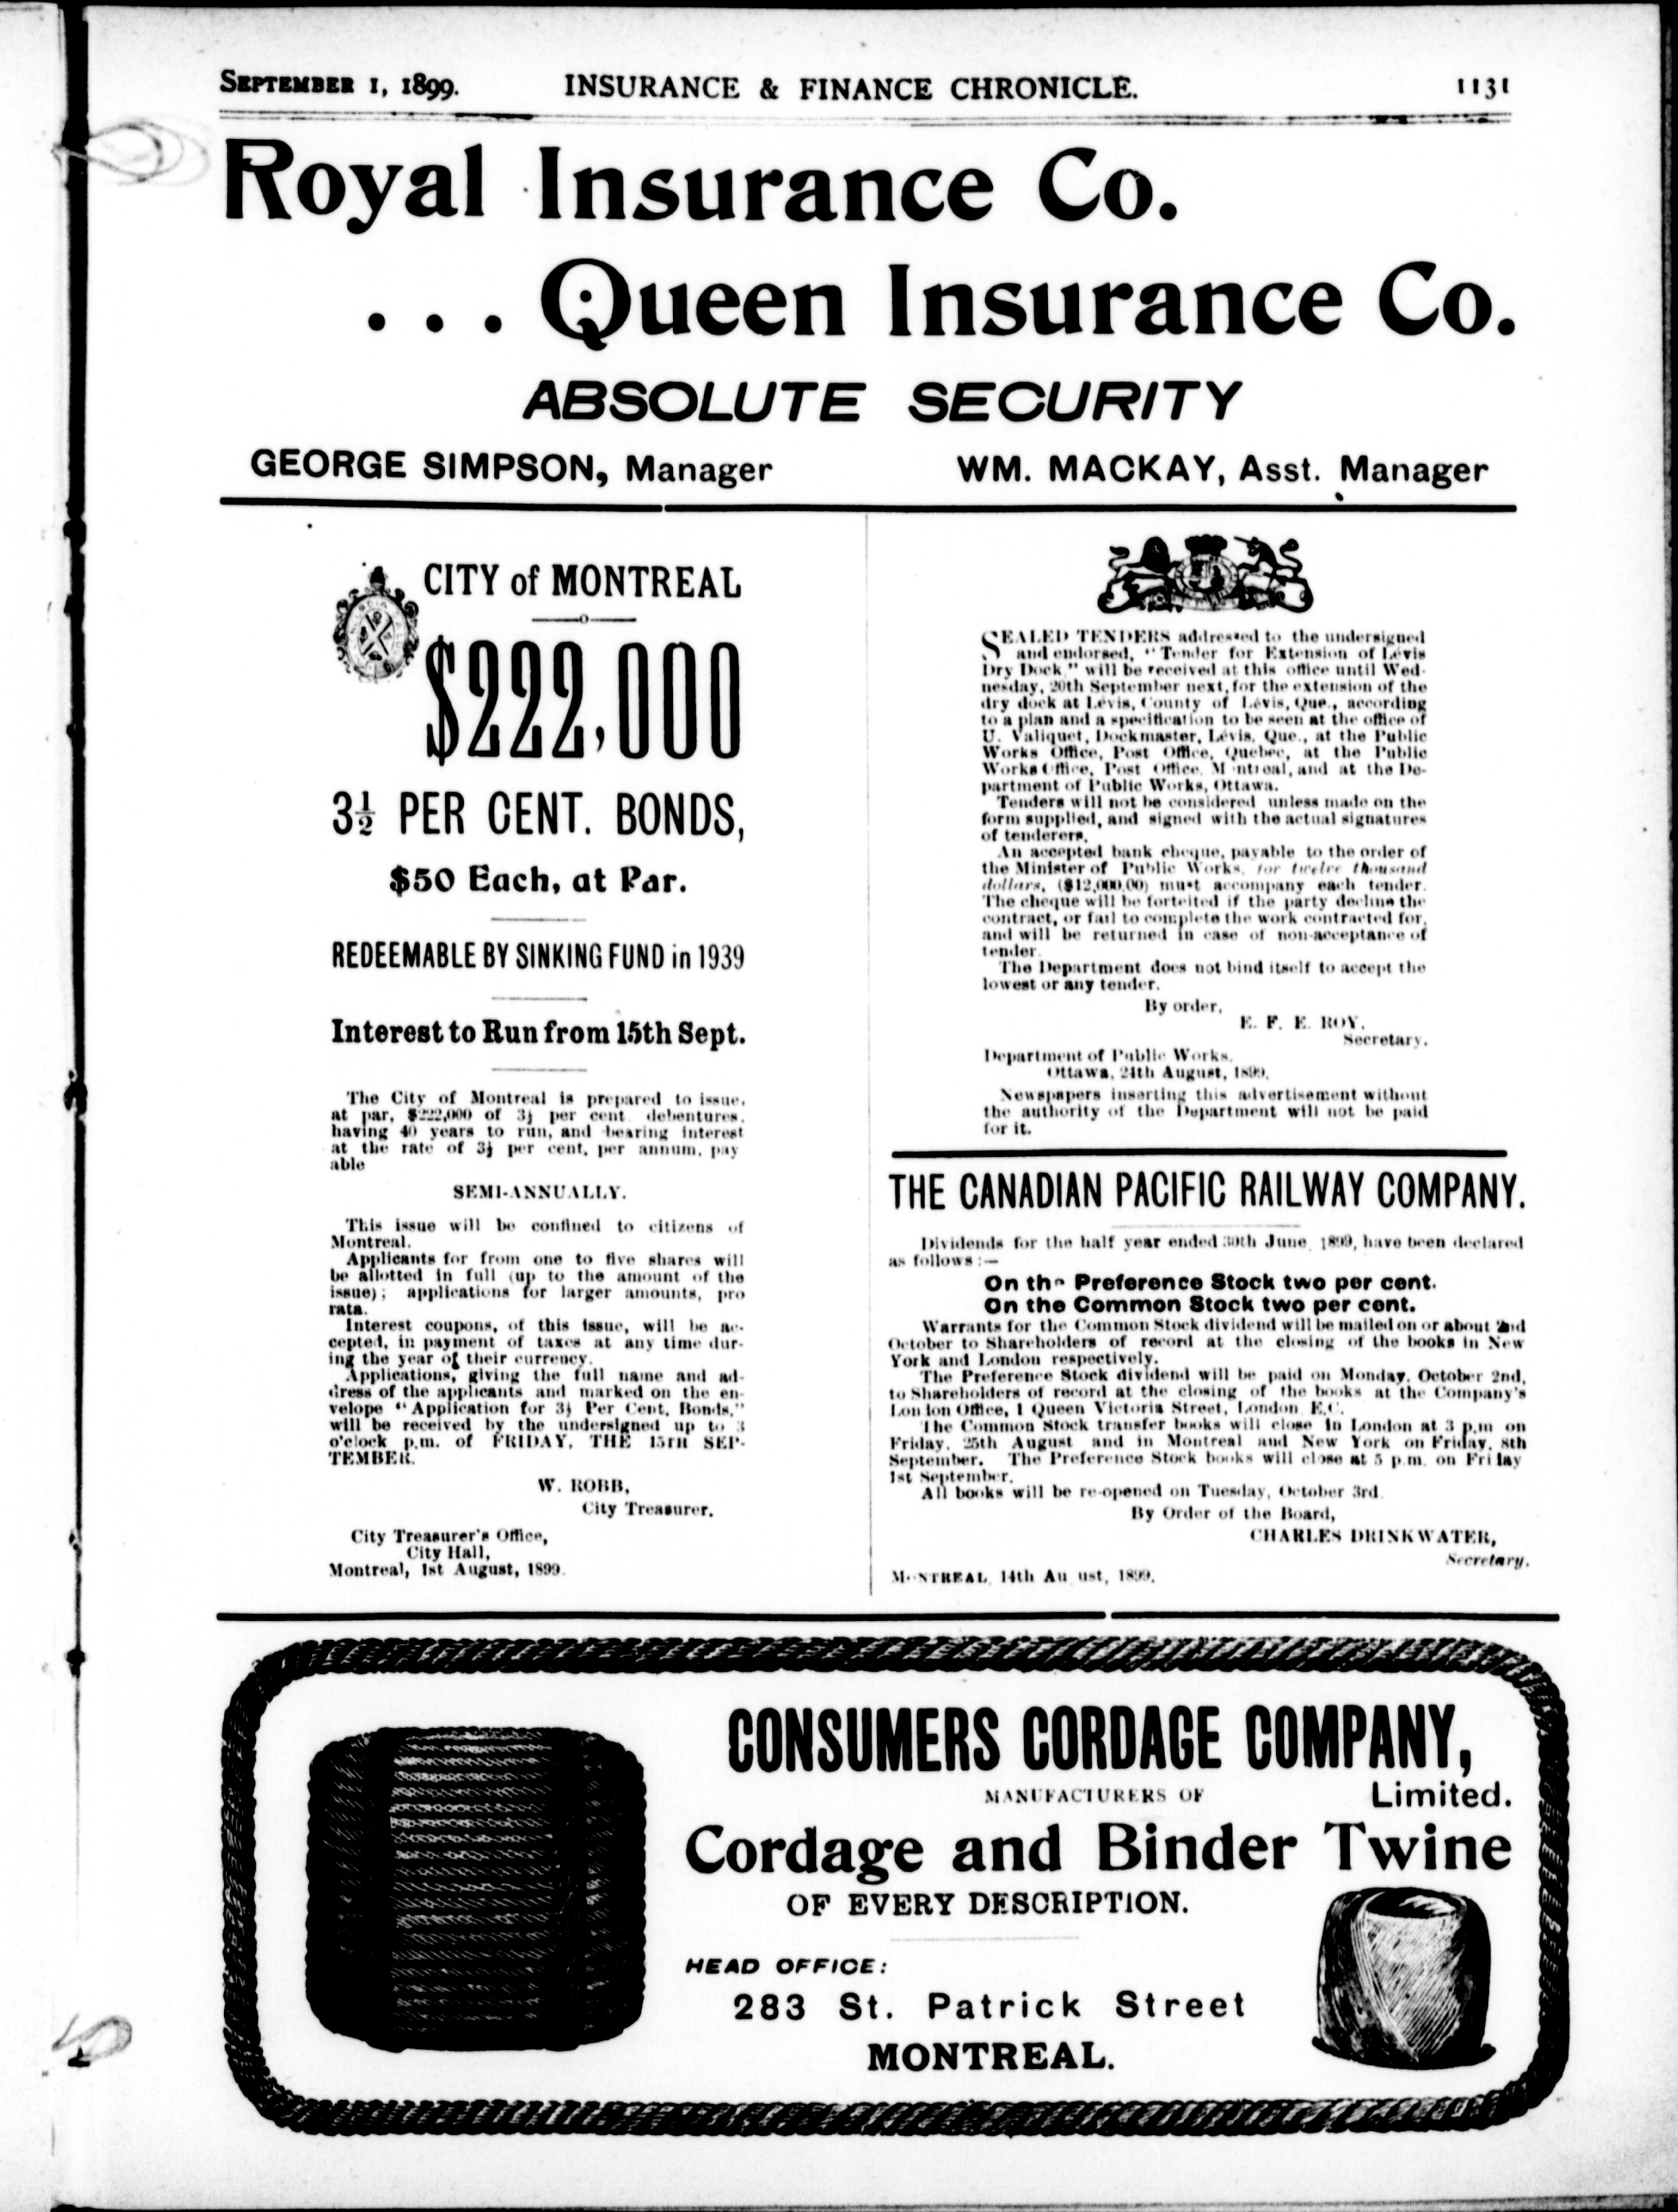 SEPTEMBER 1, 1899. INSURANCE & FINANCE CHRONICLE. 1131
Royal Insurance Co.
... Queen Insurance Co.
ABSOLUTE SECURITY
GEORGE SIMPSON, Manager WM. MACKAY, Asst. Manager
CITY of MONTREAL
$222,000
3½ PER CENT. BONDS,
$50 Each, at Par.
REDEEMABLE BY SINKING FUND in 1939
Interest to Run from 15th Sept.
The City of Montreal is prepared to issue,
at par, $222,000 of 3½ per cent debentures,
having 40 years to run, and bearing interest
at the rate of 3½ per cent, per annum, pay
able
SEMI-ANNUALLY.
This issue will be confined to citizens of
Montreal.
Applicants for from one to five shares will
be allotted in full (up to the amount of the
issue); applications for larger amounts, pro
rata.
Interest coupons, of this issue, will be ac-
cepted, in payment of taxes at any time dur-
ing the year of their currency.
Applications, giving the full name and ad-
dress of the applicants and marked on the en-
velope "Application for 3½ Per Cent. Bonds,"
will be received by the undersigned up to 3
o'clock p.m. of FRIDAY, THE 15TH SEP-
TEMBER.
W. ROBB,
City Treasurer.
City Treasurer's Office,
City Hall,
Montreal, 1st August, 1899.
SEALED TENDERS addressed to the undersigned
and endorsed, "Tender for Extension of Lévis
Dry Dock" will be received at this office until Wed-
nesday, 20th September next, for the extension of the
dry dock at Lévis, County of Lévis, Que., according
to a plan and a specification to be seen at the office of
U. Valiquet, Dockmaster, Lévis, Que., at the Public
Works Office, Post Office, Quebec, at the Public
Works Office, Post Office, M ntreal, and at the De-
partment of Public Works, Ottawa.
Tenders will not be considered unless made on the
form supplied, and signed with the actual signatures
of tenderers.
An accepted bank cheque, payable to the order of
the Minister of Public Works, for twelve thousand
dollars, ($12,000.00) must accompany each tender.
The cheque will be forfeited if the party decline the
contract, or fail to complete the work contracted for,
and will be returned in case of non-acceptance of
tender.
The Department does not bind itself to accept the
lowest or any tender.
By order,
E. F. E. ROY,
Secretary.
Department of Public Works,
Ottawa, 24th August, 1899.
Newspapers inserting this advertisement without
the authority of the Department will not be paid
for it.
THE CANADIAN PACIFIC RAILWAY COMPANY.
Dividends for the half year ended 30th June, 1899, have been declared
as follows:—
On the Preference Stock two per cent.
On the Common Stock two per cent.
Warrants for the Common Stock dividend will be mailed on or about 2nd
October to Shareholders of record at the closing of the books in New
York and London respectively.
The Preference Stock dividend will be paid on Monday, October 2nd,
to Shareholders of record at the closing of the books at the Company's
London Office, 1 Queen Victoria Street, London E.C.
The Common Stock transfer books will close in London at 3 p.m on
Friday, 25th August and in Montreal and New York on Friday, 8th
September. The Preference Stock books will close at 5 p.m. on Friday
1st September.
All books will be re-opened on Tuesday, October 3rd.
By Order of the Board,
CHARLES DRINKWATER,
Secretary.
MONTREAL, 14th Au ust, 1899.
CONSUMERS CORDAGE COMPANY,
MANUFACTURERS OF Limited.
Cordage and Binder Twine
OF EVERY DESCRIPTION.
HEAD OFFICE:
283 St. Patrick Street
MONTREAL.